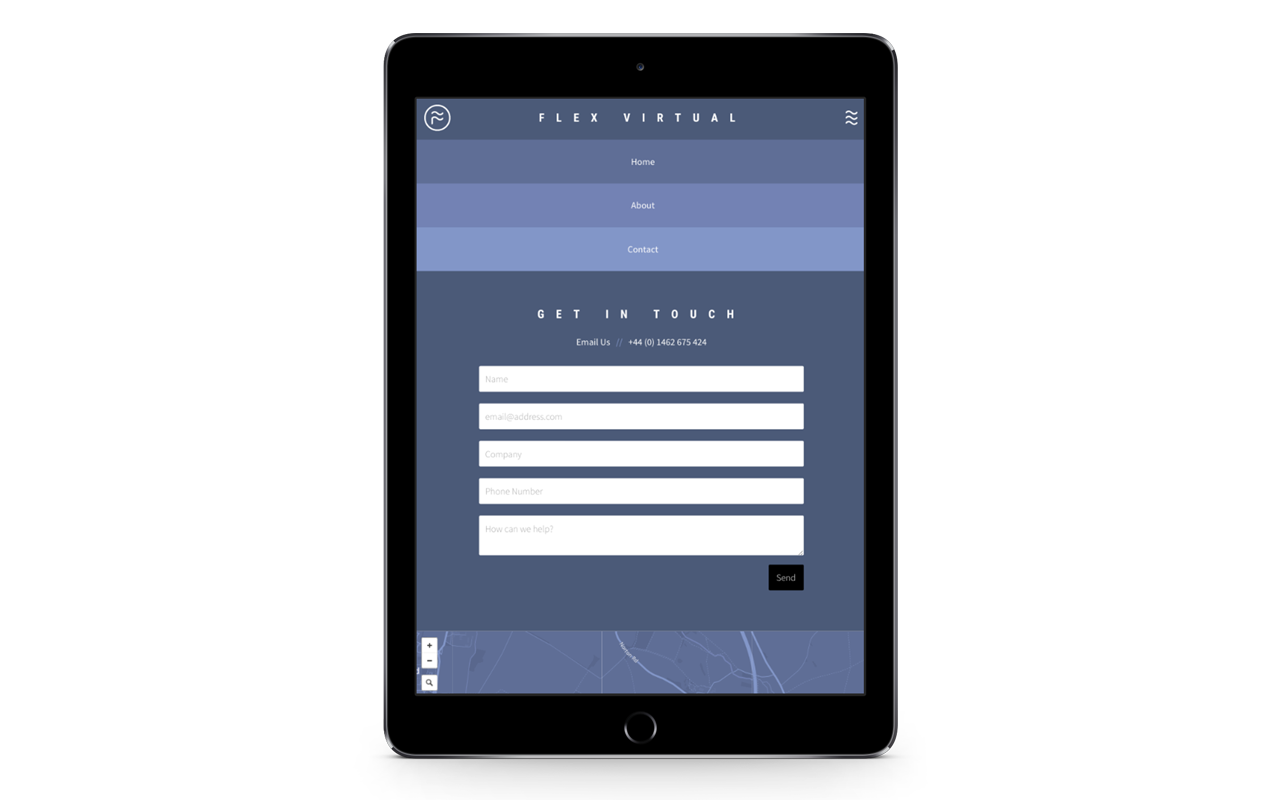 FLEX VIRTUAL
Home
About
Contact
GET IN TOUCH
Email Us // +44 (0) 1462 675 424
Name
email@address.com
Company
Phone Number
How can we help?
Send
+
−